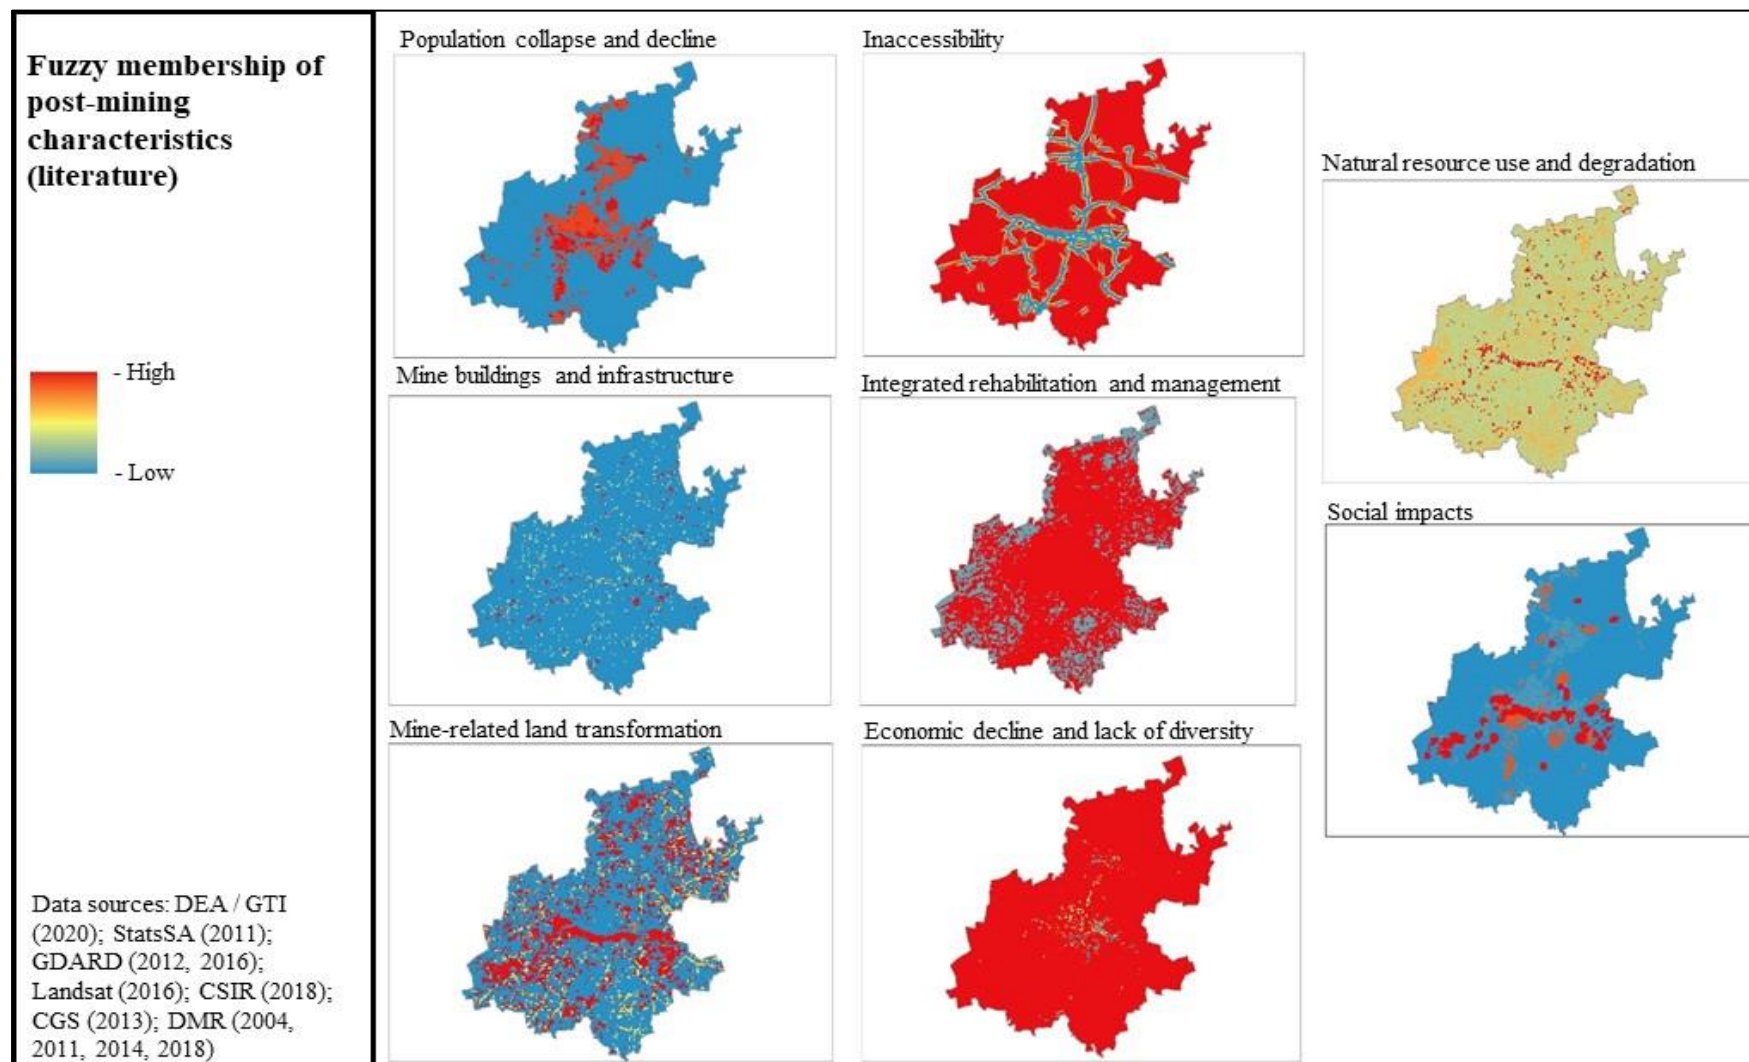 Fuzzy membership of
post-mining
characteristics
(literature)
- High
- Low
Data sources: DEA / GTI
(2020); StatsSA (2011);
GDARD (2012, 2016);
Landsat (2016); CSIR (2018);
CGS (2013); DMR (2004,
2011, 2014, 2018)
Population collapse and decline
Inaccessibility
Natural resource use and degradation
Mine buildings and infrastructure
Integrated rehabilitation and management
Social impacts
Mine-related land transformation
Economic decline and lack of diversity